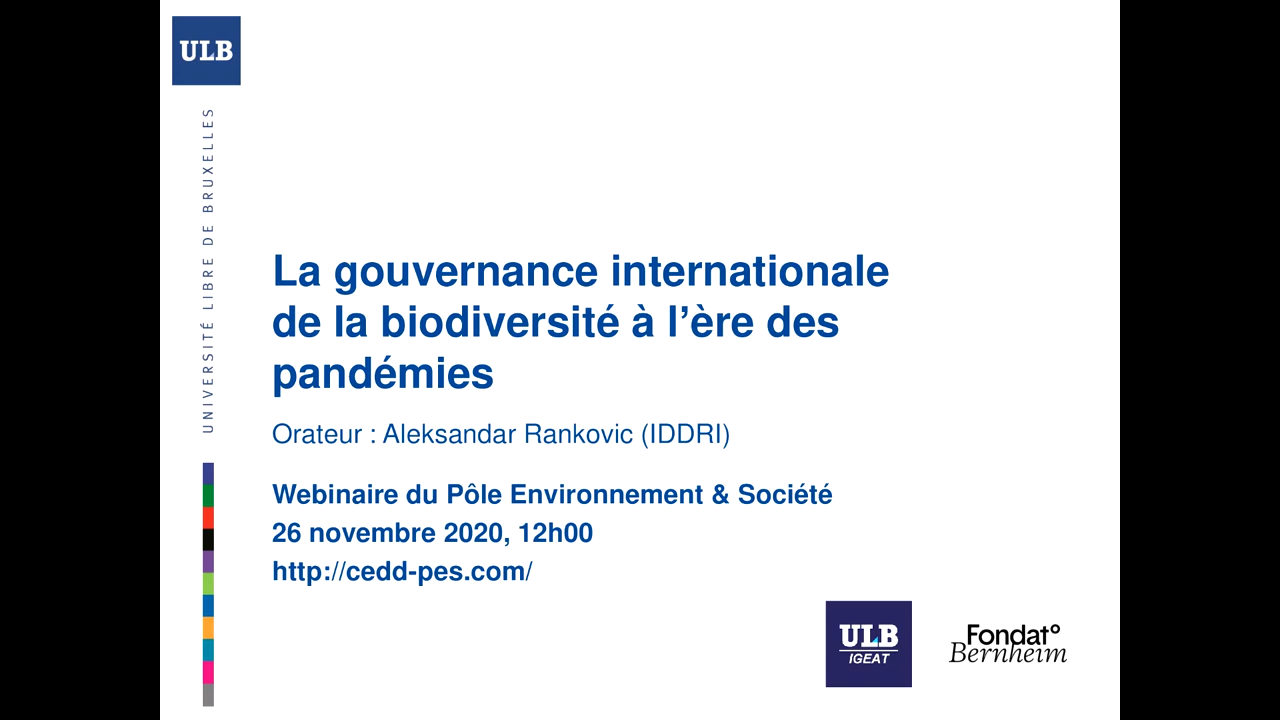 ULB
UNIVERSITÉ LIBRE DE BRUXELLES
La gouvernance internationale
de la biodiversité à l’ère des
pandémies
Orateur : Aleksandar Rankovic (IDDRI)
Webinaire du Pôle Environnement & Société
26 novembre 2020, 12h00
http://cedd-pes.com/
ULB
IGEAT
Fondat°
Bernheim